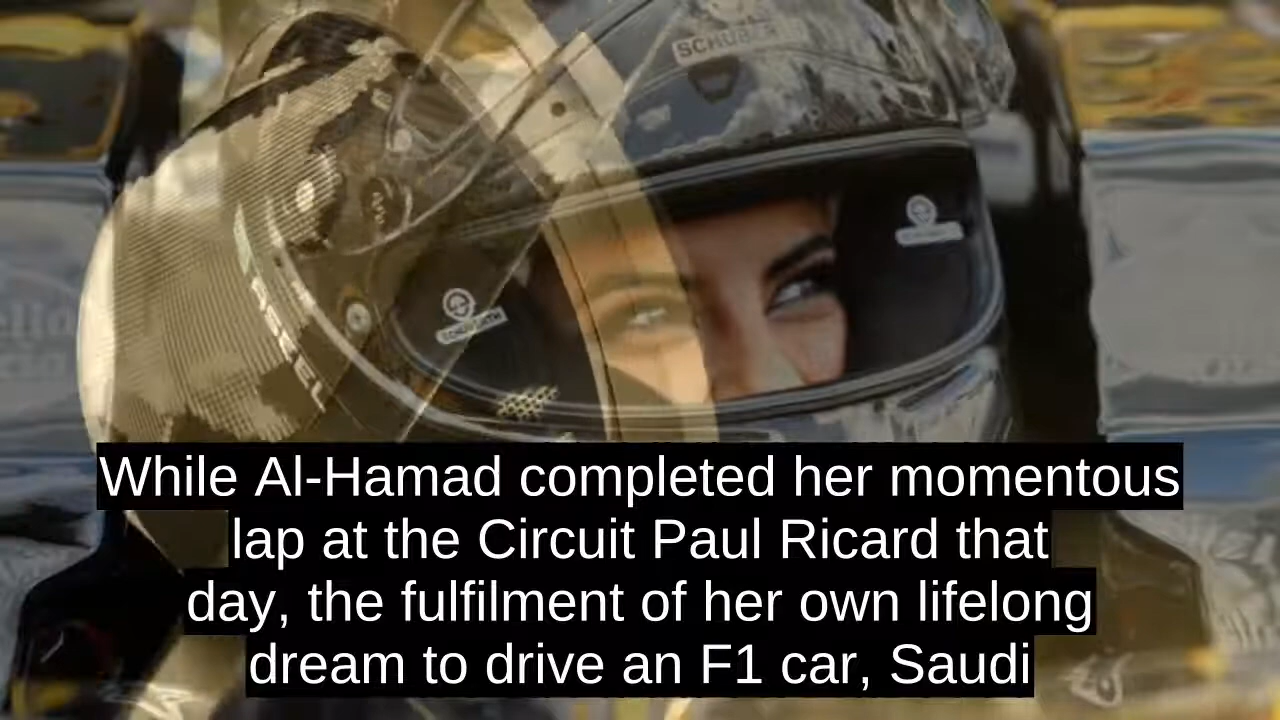 SCHUBERTH
While Al-Hamad completed her momentous
lap at the Circuit Paul Ricard that
day, the fulfilment of her own lifelong
dream to drive an F1 car, Saudi